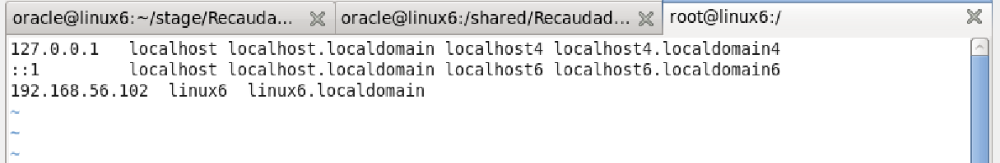 oracle@linux6:~/stage/Recauda... oracle@linux6:/shared/Recaudad... root@linux6:/
127.0.0.1   localhost localhost.localdomain localhost4 localhost4.localdomain4
::1         localhost localhost.localdomain localhost6 localhost6.localdomain6
192.168.56.102  linux6  linux6.localdomain
~
~
~